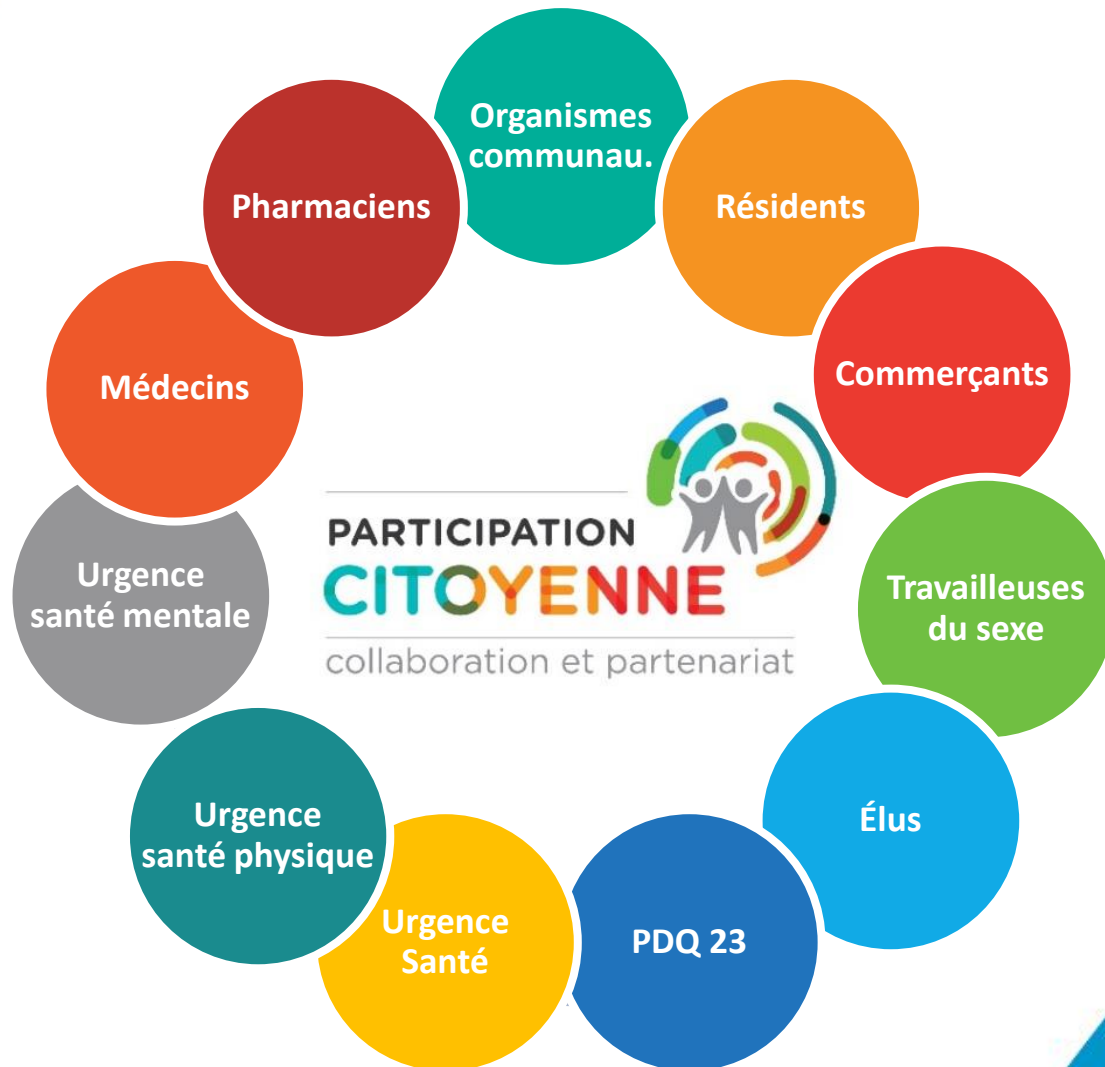 Organismes
communau.
Résidents
Commerçants
Travailleuses
du sexe
Élus
PDQ 23
Urgence
Santé
Urgence
santé physique
Urgence
santé mentale
Médecins
Pharmaciens
PARTICIPATION
CITOYENNE
collaboration et partenariat